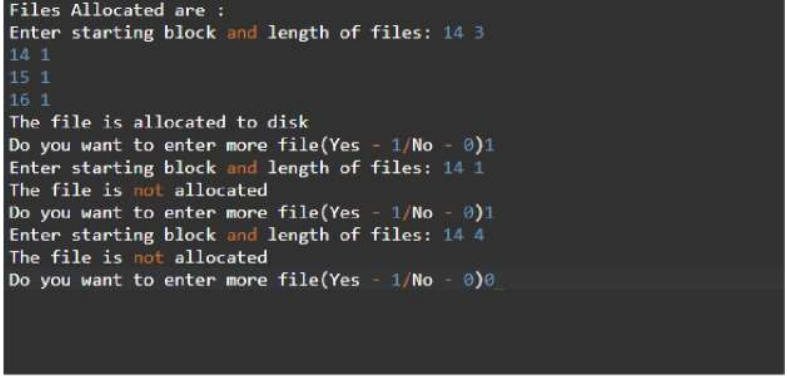 Files Allocated are :
Enter starting block and length of files: 14 3
14 1
15 1
16 1
The file is allocated to disk
Do you want to enter more file(Yes - 1/No - 0)1
Enter starting block and length of files: 14 1
The file is not allocated
Do you want to enter more file(Yes - 1/No - 0)1
Enter starting block and length of files: 14 4
The file is not allocated
Do you want to enter more file(Yes - 1/No - 0)0_